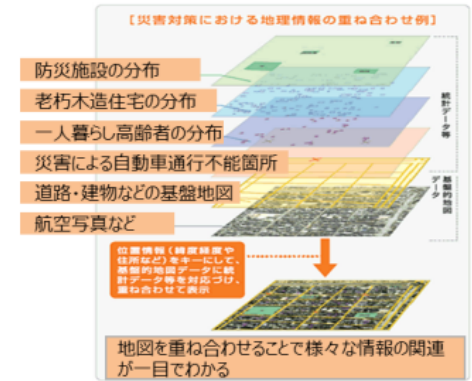 [災害対策における地理情報の重ね合わせ例]
防災施設の分布
老朽木造住宅の分布
一人暮らし高齢者の分布
災害による自動車通行不能箇所
道路・建物などの基盤地図
航空写真など
統計データ等
基盤的地図
データ
位置情報(緯度経度や
住所など)をキーにして、
基盤的地図データに統
計データ等を対応づけ、
重ね合わせて表示
地図を重ね合わせることで様々な情報の関連
が一目でわかる